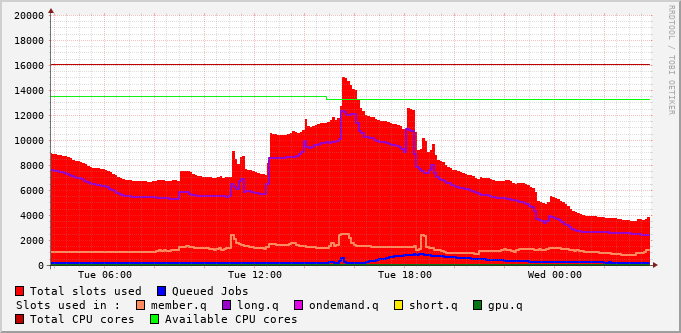 20000
18000
16000
14000
12000
10000
8000
6000
4000
2000
0
Tue 06:00 Tue 12:00 Tue 18:00 Wed 00:00
Total slots used Queued Jobs
Slots used in : member.q long.q ondemand.q short.q gpu.q
Total CPU cores Available CPU cores
RRDTOOL / TOBI OETIKER